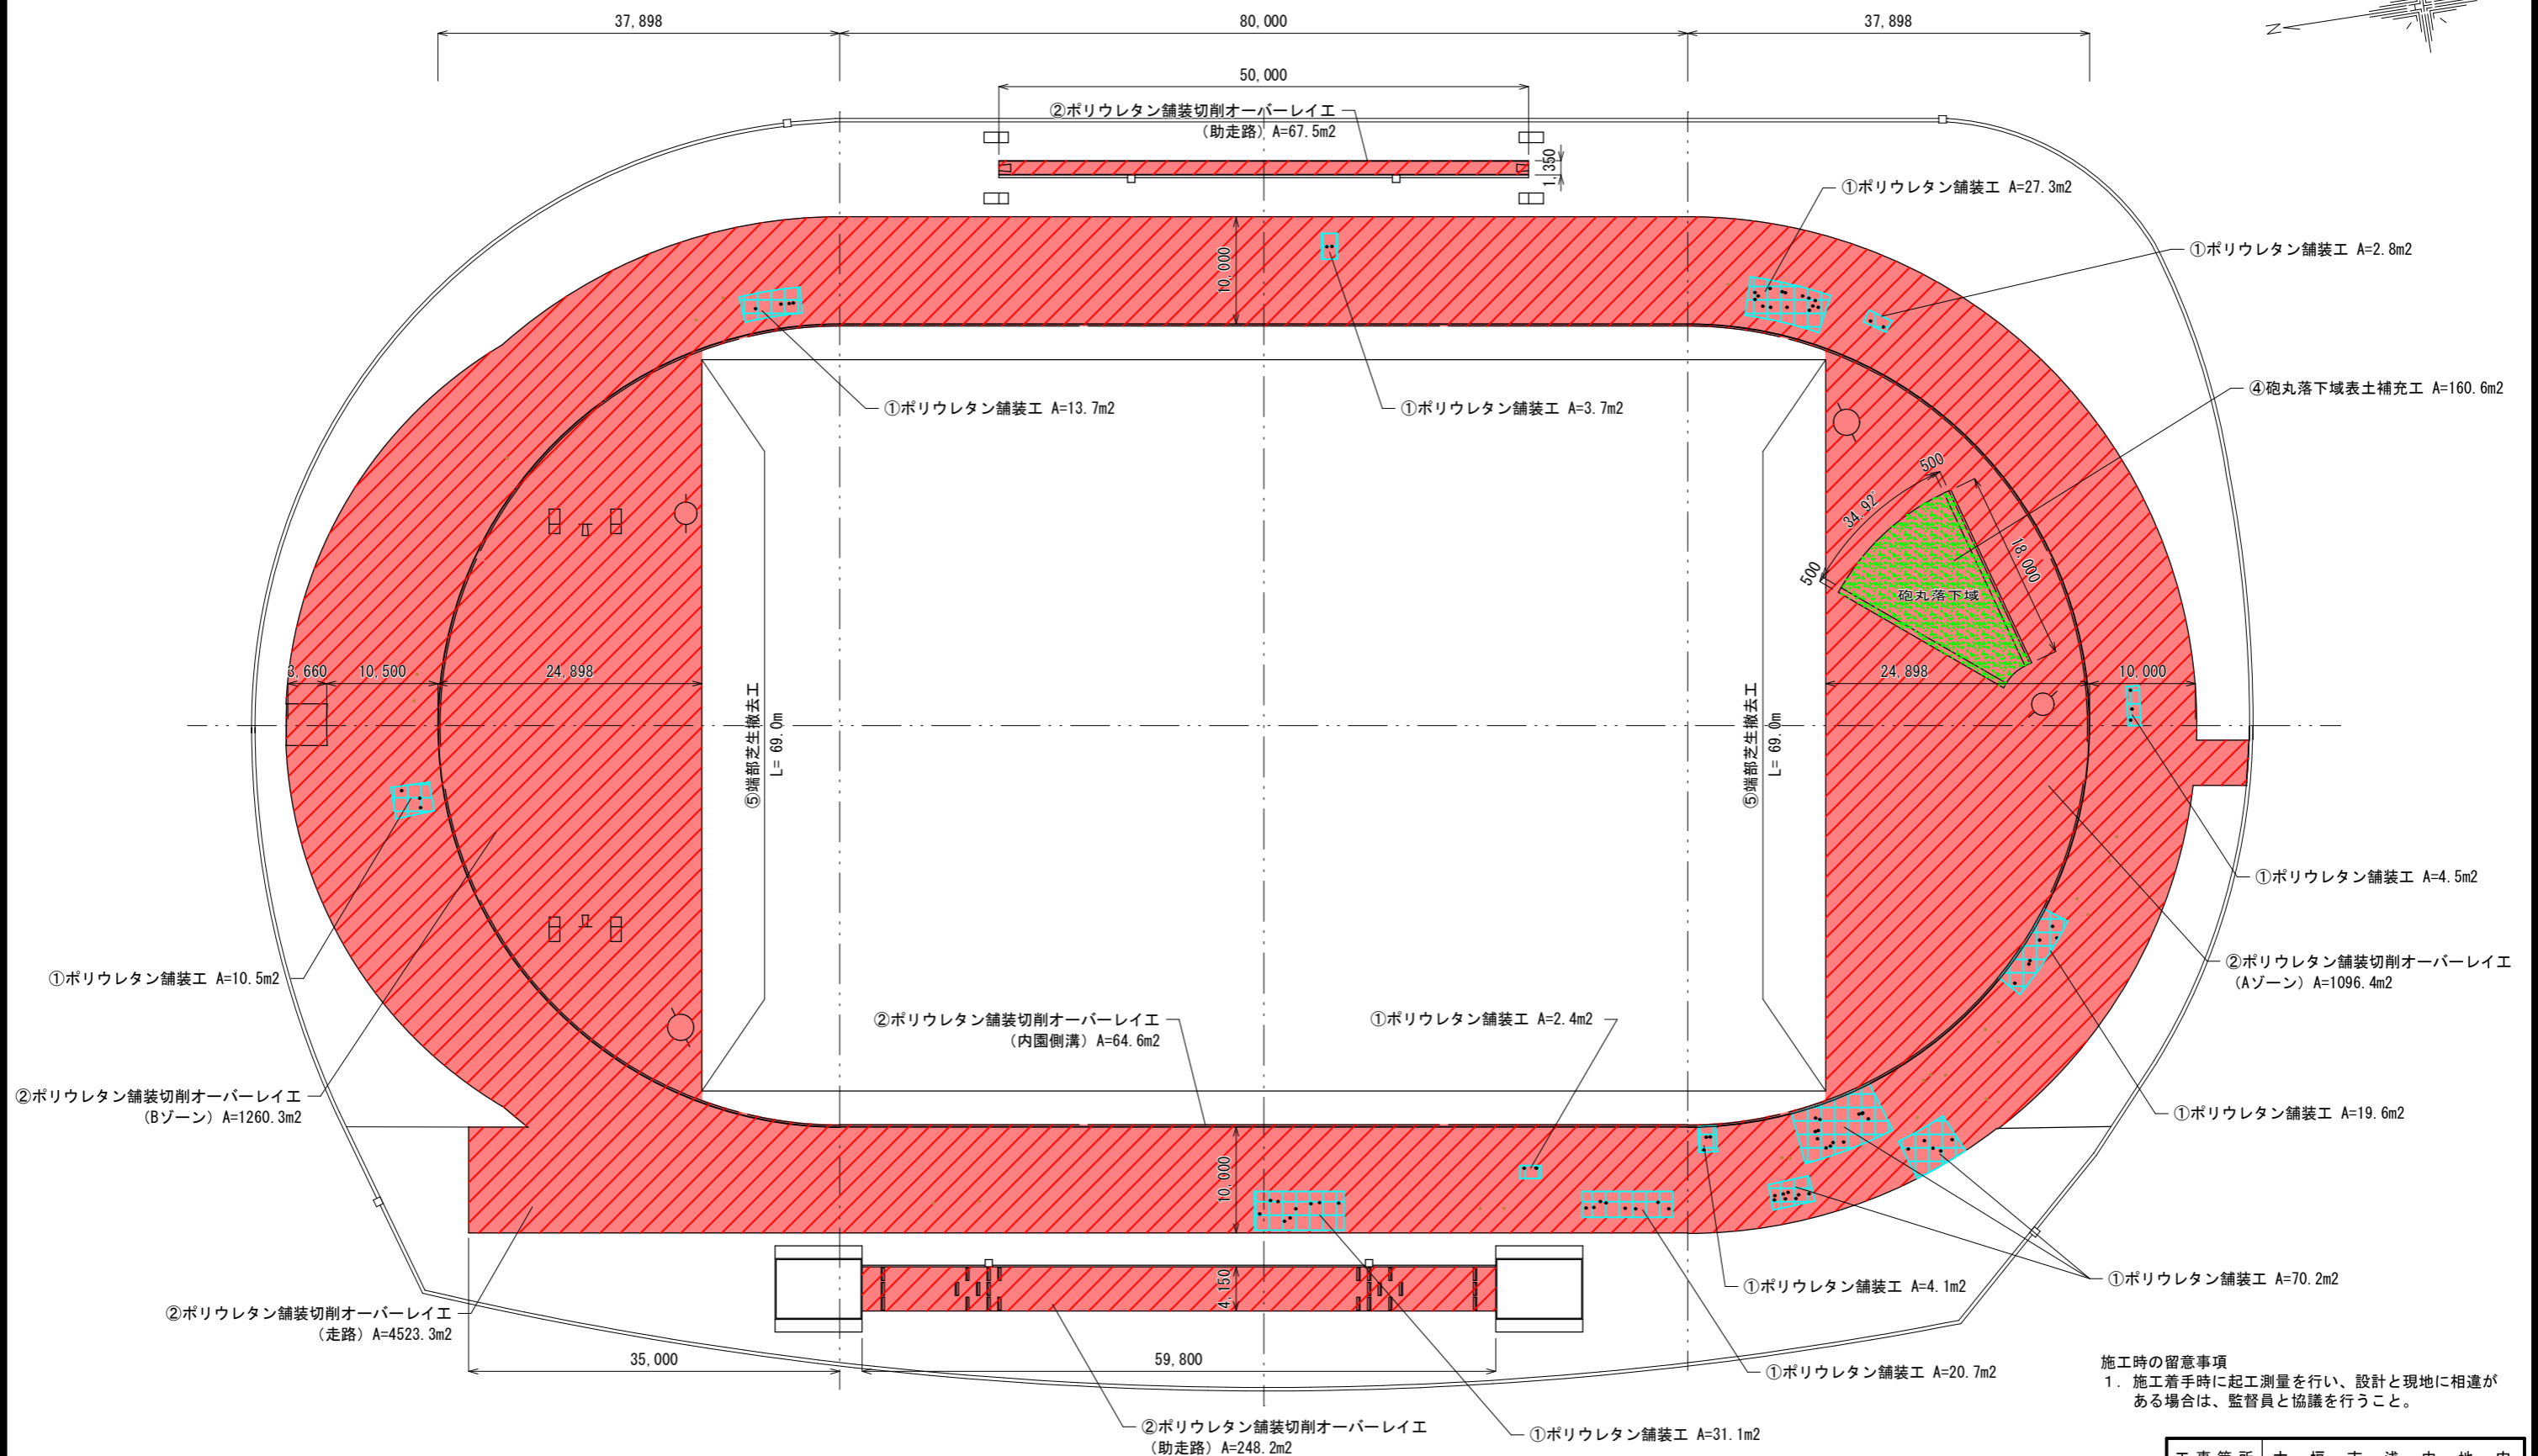 37,898
80,000
37,898
N
50,000
②ポリウレタン舗装切削オーバーレイ工
(助走路) A=67.5m2
1,350
①ポリウレタン舗装工 A=27.3m2
①ポリウレタン舗装工 A=2.8m2
10,000
④砲丸落下域表土補充工 A=160.6m2
①ポリウレタン舗装工 A=13.7m2
①ポリウレタン舗装工 A=3.7m2
500
34.92
18,000
500
砲丸落下域
3,660
10,500
24,898
24,898
10,000
⑤端部芝生撤去工
L= 69.0m
⑤端部芝生撤去工
L= 69.0m
①ポリウレタン舗装工 A=4.5m2
①ポリウレタン舗装工 A=10.5m2
②ポリウレタン舗装切削オーバーレイ工
(Aゾーン) A=1096.4m2
②ポリウレタン舗装切削オーバーレイ工
(内圏側溝) A=64.6m2
①ポリウレタン舗装工 A=2.4m2
②ポリウレタン舗装切削オーバーレイ工
(Bゾーン) A=1260.3m2
①ポリウレタン舗装工 A=19.6m2
10,000
4,150
①ポリウレタン舗装工 A=4.1m2
①ポリウレタン舗装工 A=70.2m2
②ポリウレタン舗装切削オーバーレイ工
(走路) A=4523.3m2
35,000
59,800
①ポリウレタン舗装工 A=20.7m2
②ポリウレタン舗装切削オーバーレイ工
(助走路) A=248.2m2
①ポリウレタン舗装工 A=31.1m2
施工時の留意事項
1. 施工着手時に起工測量を行い、設計と現地に相違が
ある場合は、監督員と協議を行うこと。